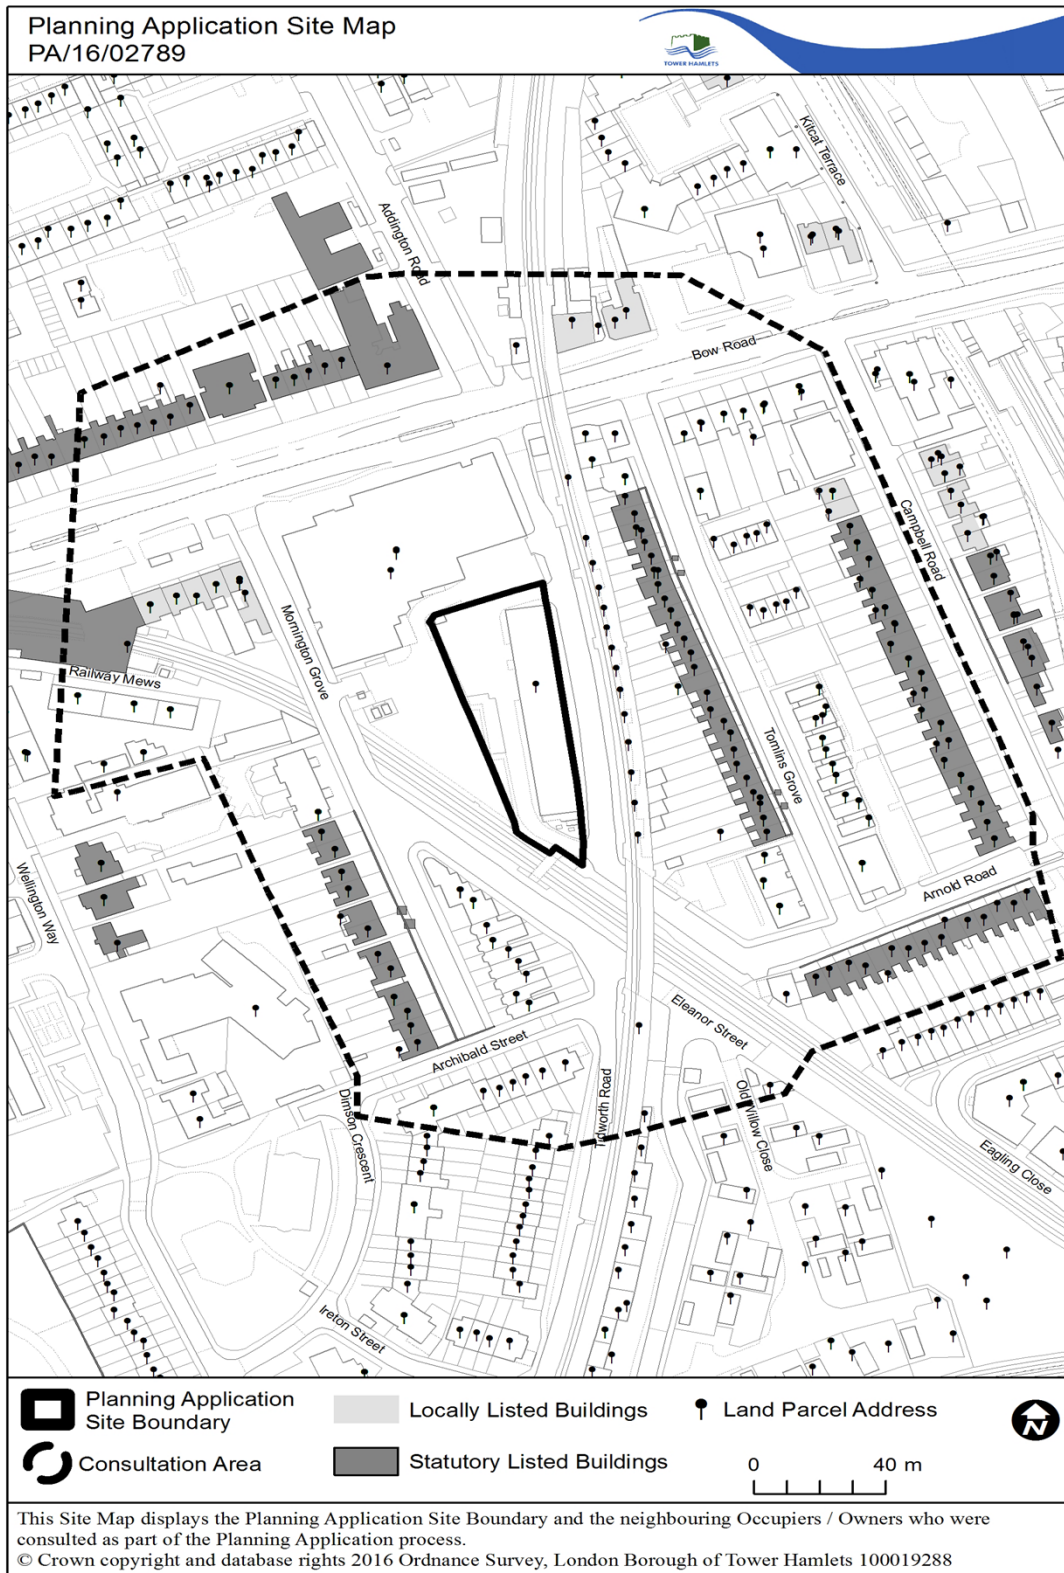 Planning Application Site Map
PA/16/02789
TOWER HAMLETS
Kitcat Terrace
Addington Road
Bow Road
Campbell Road
Mornington Grove
Railway Mews
Tomlins Grove
Wellington Way
Arnold Road
Eleanor Street
Archibald Street
Tidworth Road
Old Willow Close
Dimson Crescent
Eagling Close
Ireton Street
Planning Application
Site Boundary
Locally Listed Buildings
Land Parcel Address
N
Consultation Area
Statutory Listed Buildings
0 40 m
This Site Map displays the Planning Application Site Boundary and the neighbouring Occupiers / Owners who were
consulted as part of the Planning Application process.
© Crown copyright and database rights 2016 Ordnance Survey, London Borough of Tower Hamlets 100019288